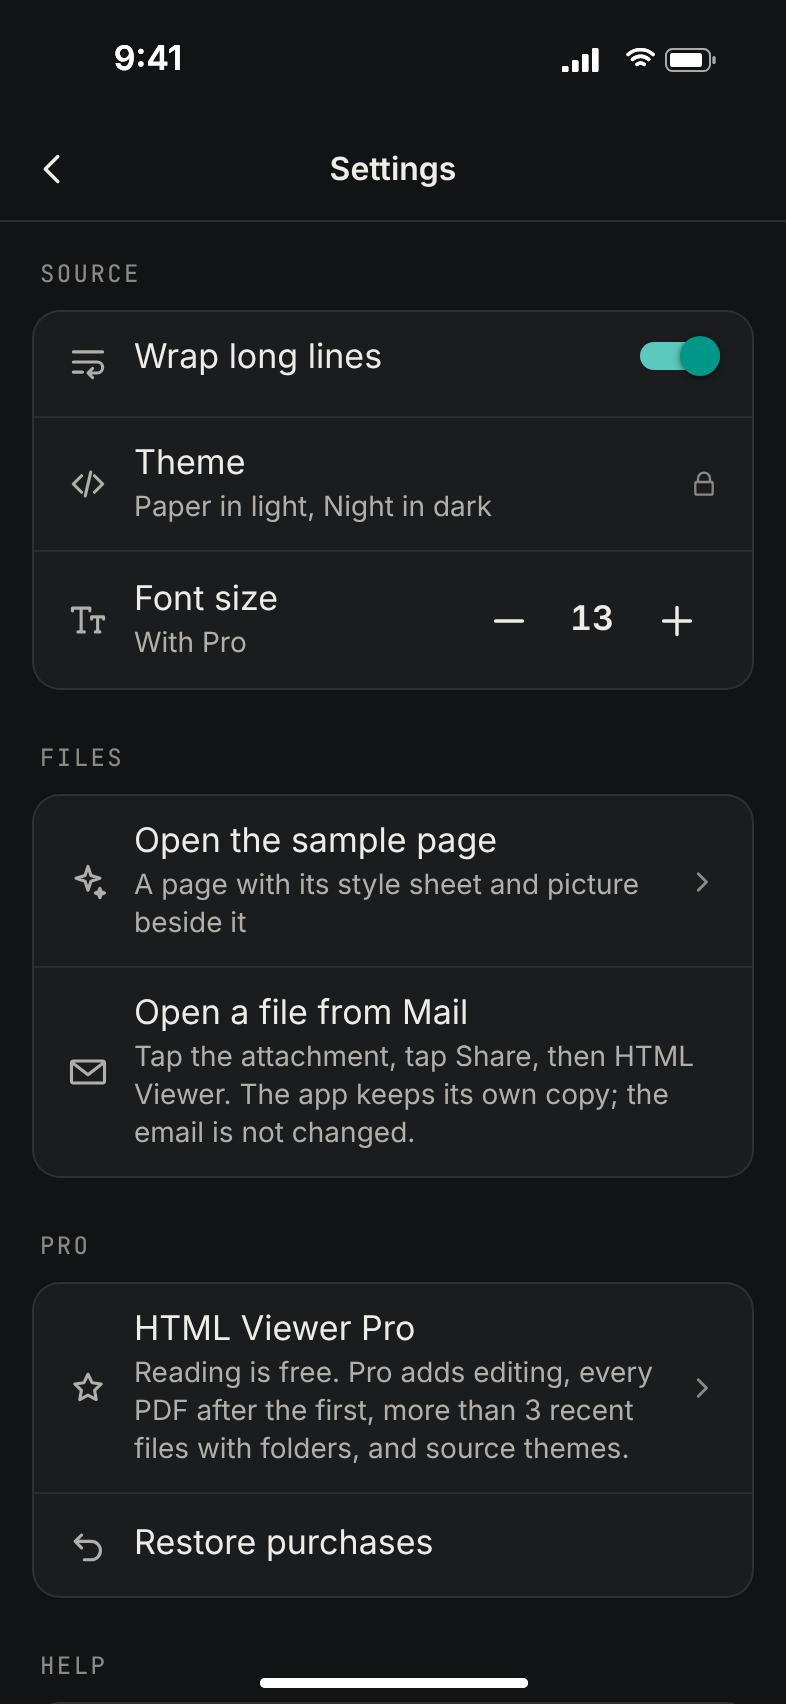 9:41
Settings
SOURCE
Wrap long lines
Theme
Paper in light, Night in dark
Font size
With Pro
13
FILES
Open the sample page
A page with its style sheet and picture
beside it
Open a file from Mail
Tap the attachment, tap Share, then HTML
Viewer. The app keeps its own copy; the
email is not changed.
PRO
HTML Viewer Pro
Reading is free. Pro adds editing, every
PDF after the first, more than 3 recent
files with folders, and source themes.
Restore purchases
HELP